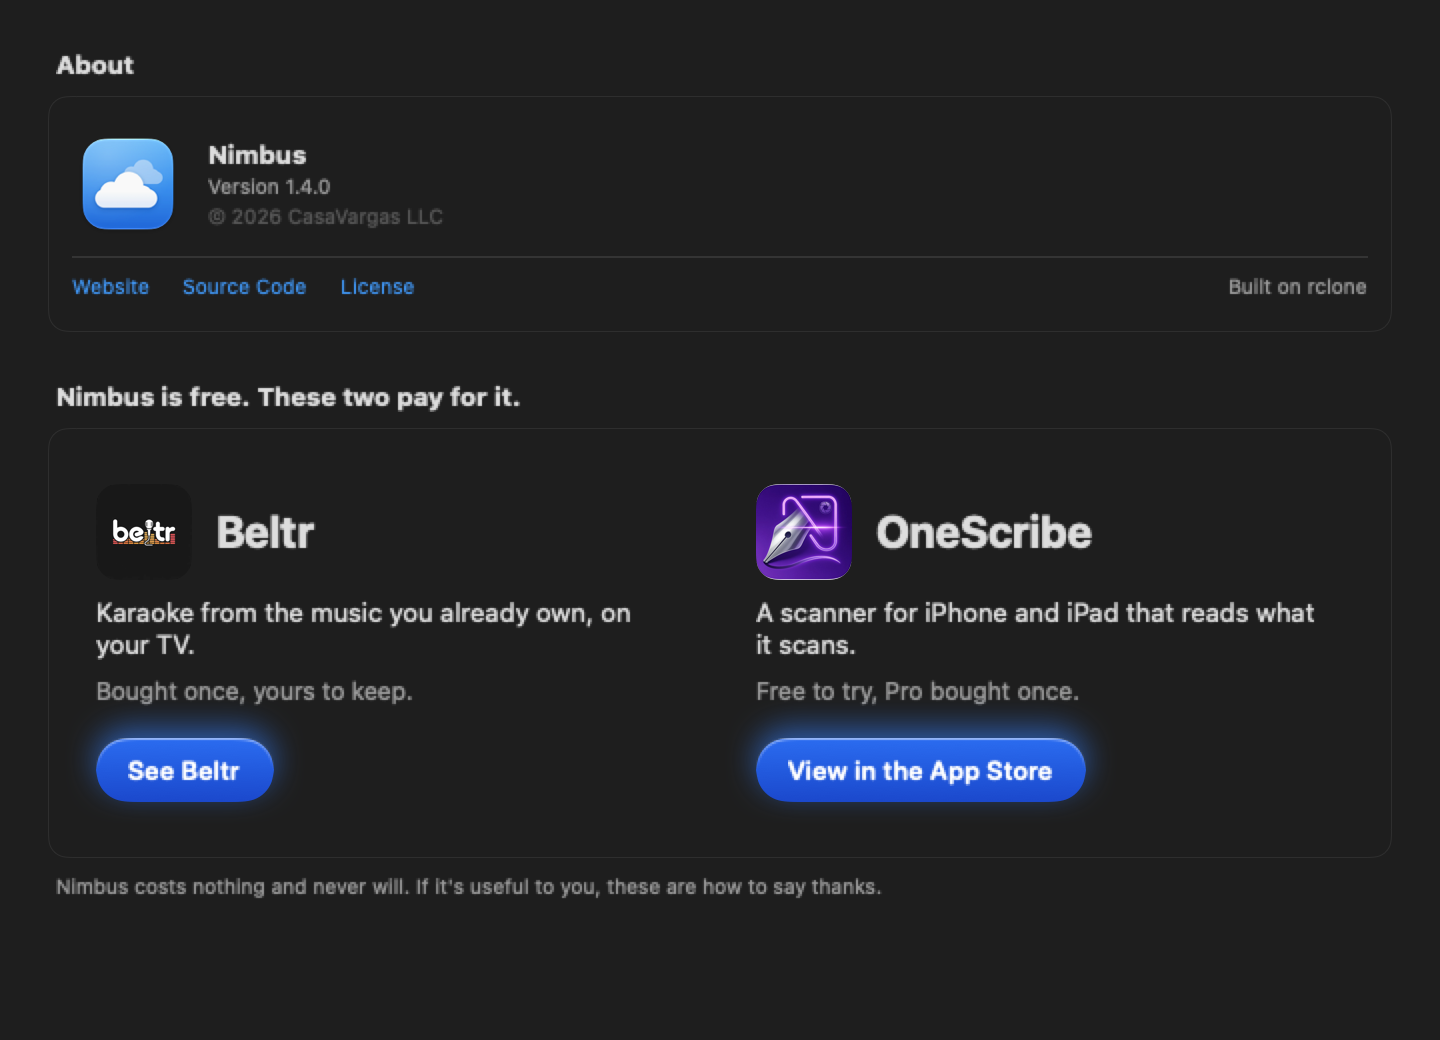 About
Nimbus
Version 1.4.0
© 2026 CasaVargas LLC
Website Source Code License Built on rclone
Nimbus is free. These two pay for it.
beltr Beltr
Karaoke from the music you already own, on
your TV.
Bought once, yours to keep.
See Beltr
OneScribe
A scanner for iPhone and iPad that reads what
it scans.
Free to try, Pro bought once.
View in the App Store
Nimbus costs nothing and never will. If it's useful to you, these are how to say thanks.